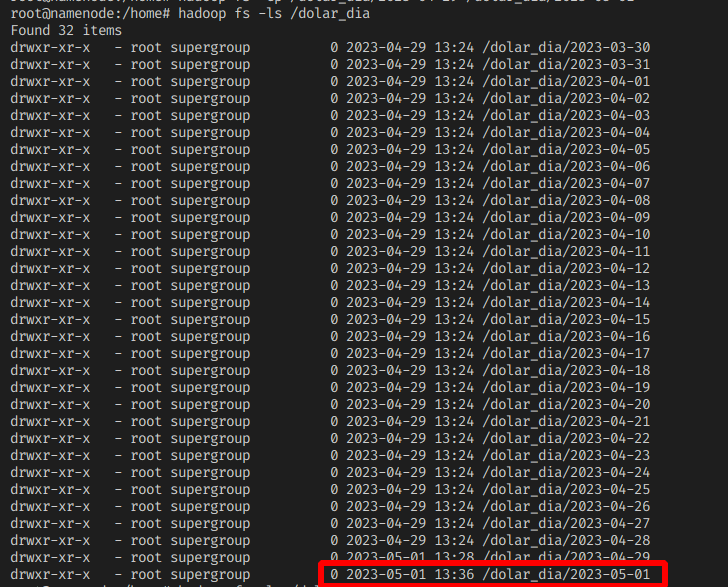 root@namenode:/home# hadoop fs -ls /dolar_dia
Found 32 items
drwxr-xr-x   - root supergroup          0 2023-04-29 13:24 /dolar_dia/2023-03-30
drwxr-xr-x   - root supergroup          0 2023-04-29 13:24 /dolar_dia/2023-03-31
drwxr-xr-x   - root supergroup          0 2023-04-29 13:24 /dolar_dia/2023-04-01
drwxr-xr-x   - root supergroup          0 2023-04-29 13:24 /dolar_dia/2023-04-02
drwxr-xr-x   - root supergroup          0 2023-04-29 13:24 /dolar_dia/2023-04-03
drwxr-xr-x   - root supergroup          0 2023-04-29 13:24 /dolar_dia/2023-04-04
drwxr-xr-x   - root supergroup          0 2023-04-29 13:24 /dolar_dia/2023-04-05
drwxr-xr-x   - root supergroup          0 2023-04-29 13:24 /dolar_dia/2023-04-06
drwxr-xr-x   - root supergroup          0 2023-04-29 13:24 /dolar_dia/2023-04-07
drwxr-xr-x   - root supergroup          0 2023-04-29 13:24 /dolar_dia/2023-04-08
drwxr-xr-x   - root supergroup          0 2023-04-29 13:24 /dolar_dia/2023-04-09
drwxr-xr-x   - root supergroup          0 2023-04-29 13:24 /dolar_dia/2023-04-10
drwxr-xr-x   - root supergroup          0 2023-04-29 13:24 /dolar_dia/2023-04-11
drwxr-xr-x   - root supergroup          0 2023-04-29 13:24 /dolar_dia/2023-04-12
drwxr-xr-x   - root supergroup          0 2023-04-29 13:24 /dolar_dia/2023-04-13
drwxr-xr-x   - root supergroup          0 2023-04-29 13:24 /dolar_dia/2023-04-14
drwxr-xr-x   - root supergroup          0 2023-04-29 13:24 /dolar_dia/2023-04-15
drwxr-xr-x   - root supergroup          0 2023-04-29 13:24 /dolar_dia/2023-04-16
drwxr-xr-x   - root supergroup          0 2023-04-29 13:24 /dolar_dia/2023-04-17
drwxr-xr-x   - root supergroup          0 2023-04-29 13:24 /dolar_dia/2023-04-18
drwxr-xr-x   - root supergroup          0 2023-04-29 13:24 /dolar_dia/2023-04-19
drwxr-xr-x   - root supergroup          0 2023-04-29 13:24 /dolar_dia/2023-04-20
drwxr-xr-x   - root supergroup          0 2023-04-29 13:24 /dolar_dia/2023-04-21
drwxr-xr-x   - root supergroup          0 2023-04-29 13:24 /dolar_dia/2023-04-22
drwxr-xr-x   - root supergroup          0 2023-04-29 13:24 /dolar_dia/2023-04-23
drwxr-xr-x   - root supergroup          0 2023-04-29 13:24 /dolar_dia/2023-04-24
drwxr-xr-x   - root supergroup          0 2023-04-29 13:24 /dolar_dia/2023-04-25
drwxr-xr-x   - root supergroup          0 2023-04-29 13:24 /dolar_dia/2023-04-26
drwxr-xr-x   - root supergroup          0 2023-04-29 13:24 /dolar_dia/2023-04-27
drwxr-xr-x   - root supergroup          0 2023-04-29 13:24 /dolar_dia/2023-04-28
drwxr-xr-x   - root supergroup          0 2023-05-01 13:28 /dolar_dia/2023-04-29
drwxr-xr-x   - root supergroup          0 2023-05-01 13:36 /dolar_dia/2023-05-01